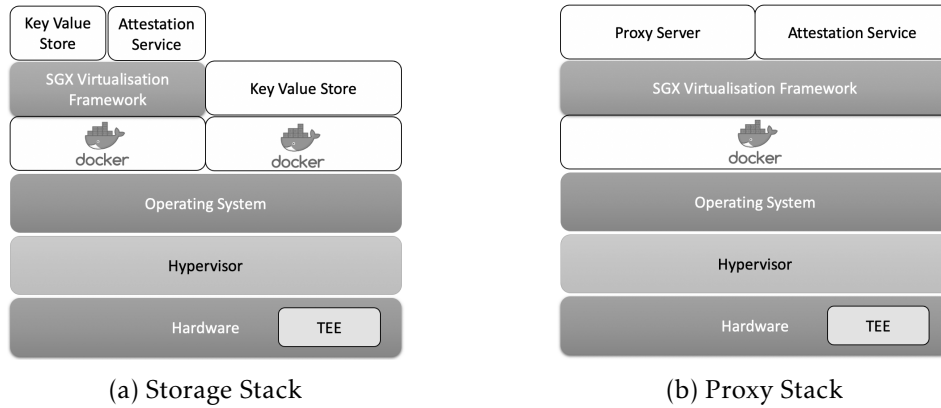 Key Value
Store
Attestation
Service
SGX Virtualisation
Framework
Key Value Store
docker
docker
Operating System
Hypervisor
Hardware
TEE
(a) Storage Stack
Proxy Server
Attestation Service
SGX Virtualisation Framework
docker
Operating System
Hypervisor
Hardware
TEE
(b) Proxy Stack